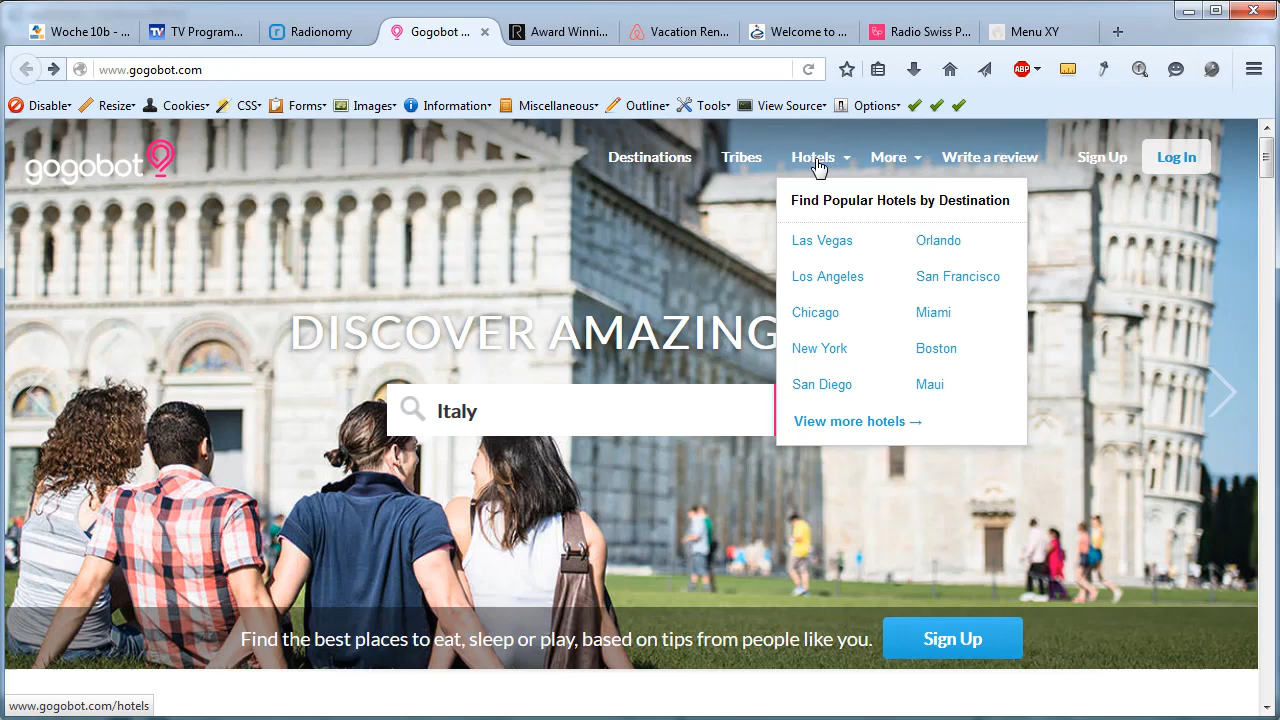 Woche 10b - ...
TV Program...
Radionomy
Gogobot ...
Award Winni...
Vacation Ren...
Welcome to ...
Radio Swiss P...
Menu XY
www.gogobot.com
ABP
Disable
Resize
Cookies
CSS
Forms
Images
Information
Miscellaneous
Outline
Tools
View Source
Options
gogobot
Destinations
Tribes
Hotels
More
Write a review
Sign Up
Log In
Find Popular Hotels by Destination
Las Vegas
Orlando
Los Angeles
San Francisco
Chicago
Miami
New York
Boston
San Diego
Maui
View more hotels →
DISCOVER AMAZING
Italy
Find the best places to eat, sleep or play, based on tips from people like you.
Sign Up
www.gogobot.com/hotels